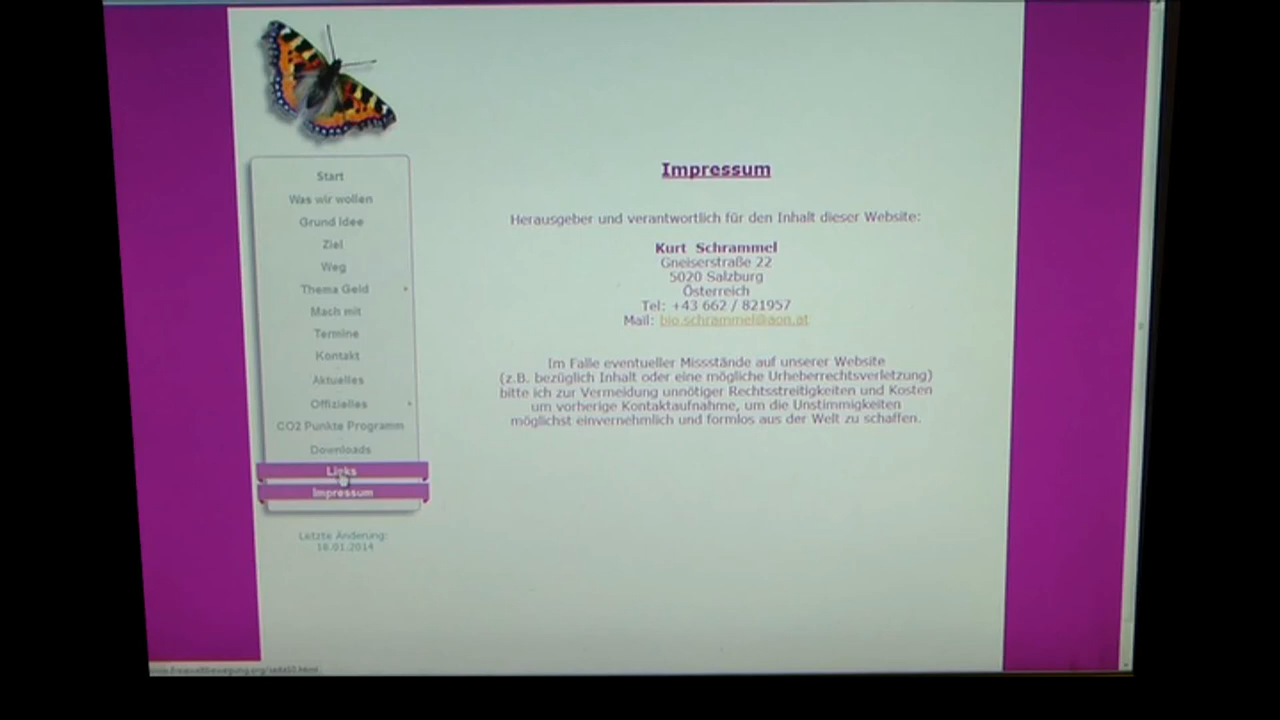 Start
Was wir wollen
Grund Idee
Ziel
Weg
Thema Geld
Mach mit
Termine
Kontakt
Aktuelles
Offizielles
CO2 Punkte Programm
Downloads
Links
Impressum
Letzte Änderung:
18.01.2014
Impressum
Herausgeber und verantwortlich für den Inhalt dieser Website:
Kurt Schrammel
Gneiserstraße 22
5020 Salzburg
Österreich
Tel: +43 662 / 821957
Mail: bio.schrammel@aon.at
Im Falle eventueller Missstände auf unserer Website
(z.B. bezüglich Inhalt oder eine mögliche Urheberrechtsverletzung)
bitte ich zur Vermeidung unnötiger Rechtsstreitigkeiten und Kosten
um vorherige Kontaktaufnahme, um die Unstimmigkeiten
möglichst einvernehmlich und formlos aus der Welt zu schaffen.